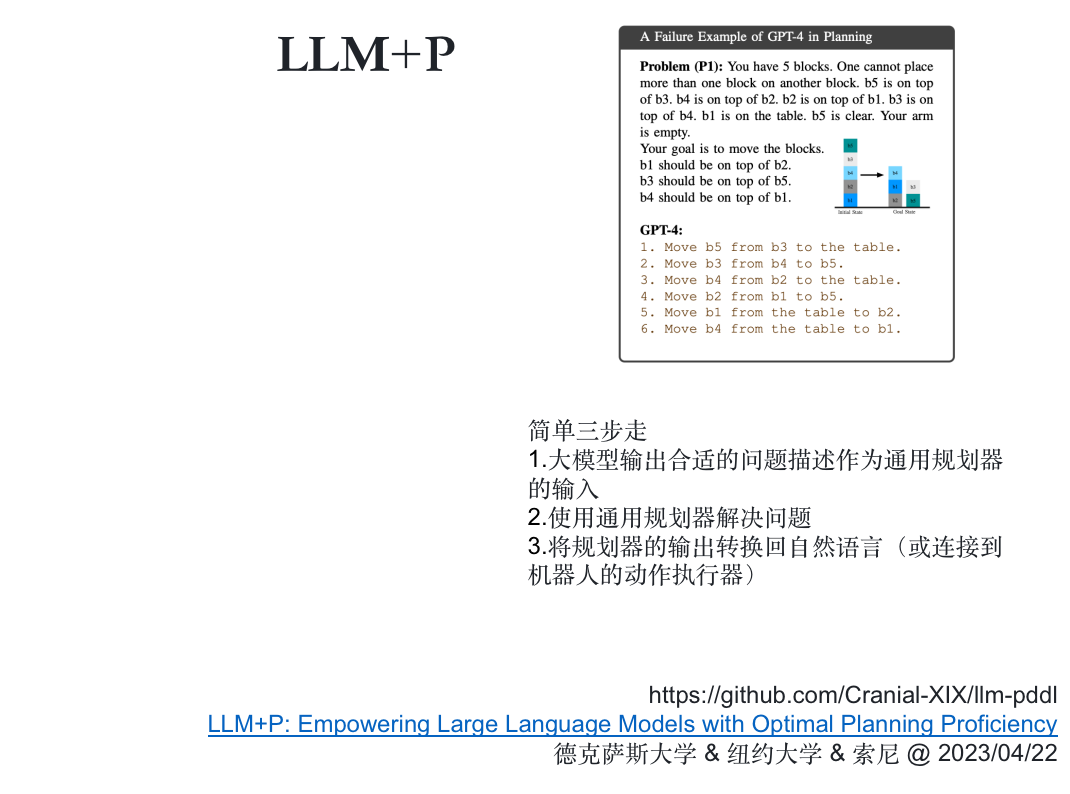 LLM+P
A Failure Example of GPT-4 in Planning
Problem (P1): You have 5 blocks. One cannot place
more than one block on another block. b5 is on top
of b3. b4 is on top of b2. b2 is on top of b1. b3 is on
top of b4. b1 is on the table. b5 is clear. Your arm
is empty.
Your goal is to move the blocks.
b1 should be on top of b2.
b3 should be on top of b5.
b4 should be on top of b1.
b3
b4
b2
b1
Initial State
b4
b1
b3
Goal State
GPT-4:
1. Move b5 from b3 to the table.
2. Move b3 from b4 to b5.
3. Move b4 from b2 to the table.
4. Move b2 from b1 to b5.
5. Move b1 from the table to b2.
6. Move b4 from the table to b1.
简单三步走
1.大模型输出合适的问题描述作为通用规划器
的输入
2.使用通用规划器解决问题
3.将规划器的输出转换回自然语言（或连接到
机器人的动作执行器）
https://github.com/Cranial-XIX/llm-pddl
LLM+P: Empowering Large Language Models with Optimal Planning Proficiency
德克萨斯大学 & 纽约大学 & 索尼 @ 2023/04/22